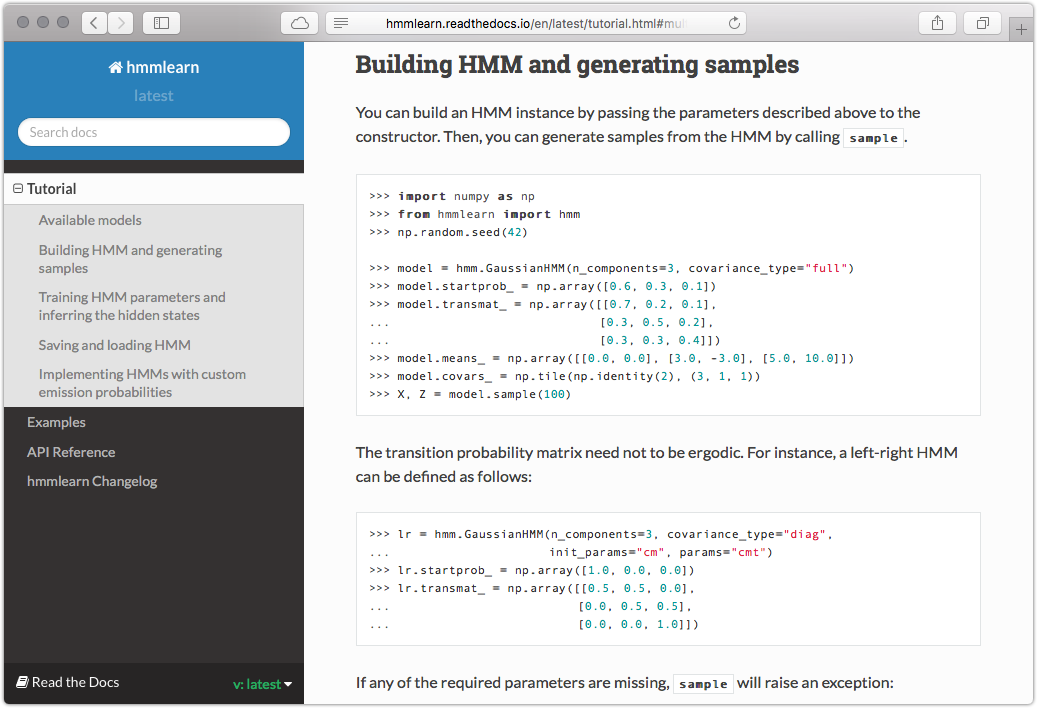 hmmlearn.readthedocs.io/en/latest/tutorial.html#mul
hmmlearn
latest
Search docs
Tutorial
Available models
Building HMM and generating
samples
Training HMM parameters and
inferring the hidden states
Saving and loading HMM
Implementing HMMs with custom
emission probabilities
Examples
API Reference
hmmlearn Changelog
Read the Docs
v: latest
Building HMM and generating samples
You can build an HMM instance by passing the parameters described above to the
constructor. Then, you can generate samples from the HMM by calling sample.
>>> import numpy as np
>>> from hmmlearn import hmm
>>> np.random.seed(42)
>>> model = hmm.GaussianHMM(n_components=3, covariance_type="full")
>>> model.startprob_ = np.array([0.6, 0.3, 0.1])
>>> model.transmat_ = np.array([[0.7, 0.2, 0.1],
...                             [0.3, 0.5, 0.2],
...                             [0.3, 0.3, 0.4]])
>>> model.means_ = np.array([[0.0, 0.0], [3.0, -3.0], [5.0, 10.0]])
>>> model.covars_ = np.tile(np.identity(2), (3, 1, 1))
>>> X, Z = model.sample(100)
The transition probability matrix need not to be ergodic. For instance, a left-right HMM
can be defined as follows:
>>> lr = hmm.GaussianHMM(n_components=3, covariance_type="diag",
...                      init_params="cm", params="cmt")
>>> lr.startprob_ = np.array([1.0, 0.0, 0.0])
>>> lr.transmat_ = np.array([[0.5, 0.5, 0.0],
...                          [0.0, 0.5, 0.5],
...                          [0.0, 0.0, 1.0]])
If any of the required parameters are missing, sample will raise an exception: